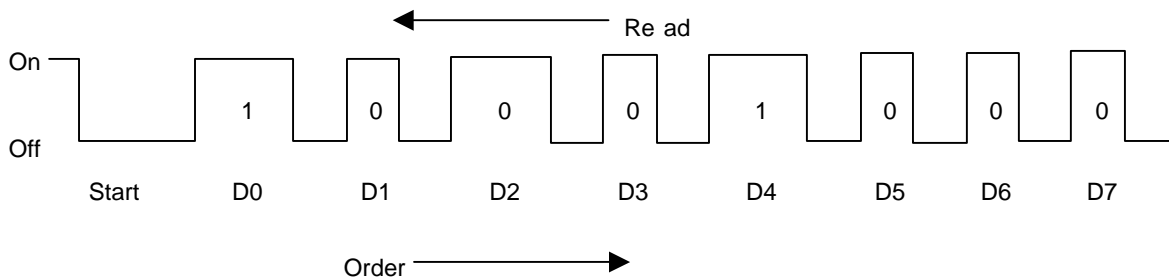 Re ad
On
1 0 0 0 1 0 0 0
Off
Start D0 D1 D2 D3 D4 D5 D6 D7
Order